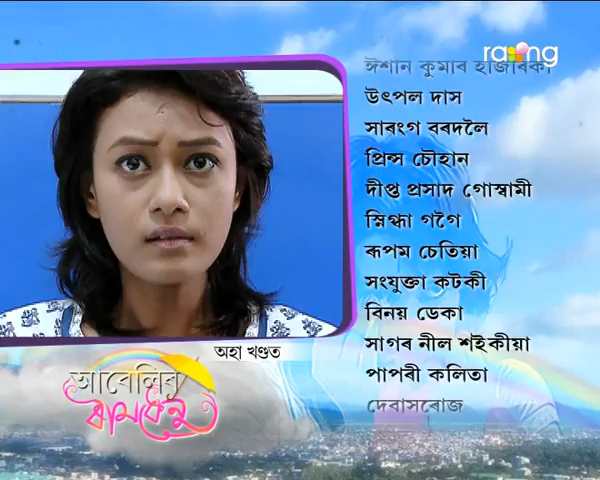 rang
ঈশান কুমাৰ হাজৰিকা
উৎপল দাস
সাৰংগ বৰদলৈ
প্ৰিন্স চৌহান
দীপ্ত প্ৰসাদ গোস্বামী
স্নিগ্ধা গগৈ
ৰূপম চেতিয়া
সংযুক্তা কটকী
বিনয় ডেকা
সাগৰ নীল শইকীয়া
পাপৰী কলিতা
দেবাসৰোজ
অহা খণ্ডত
আবেলিৰ
ৰামধেনু